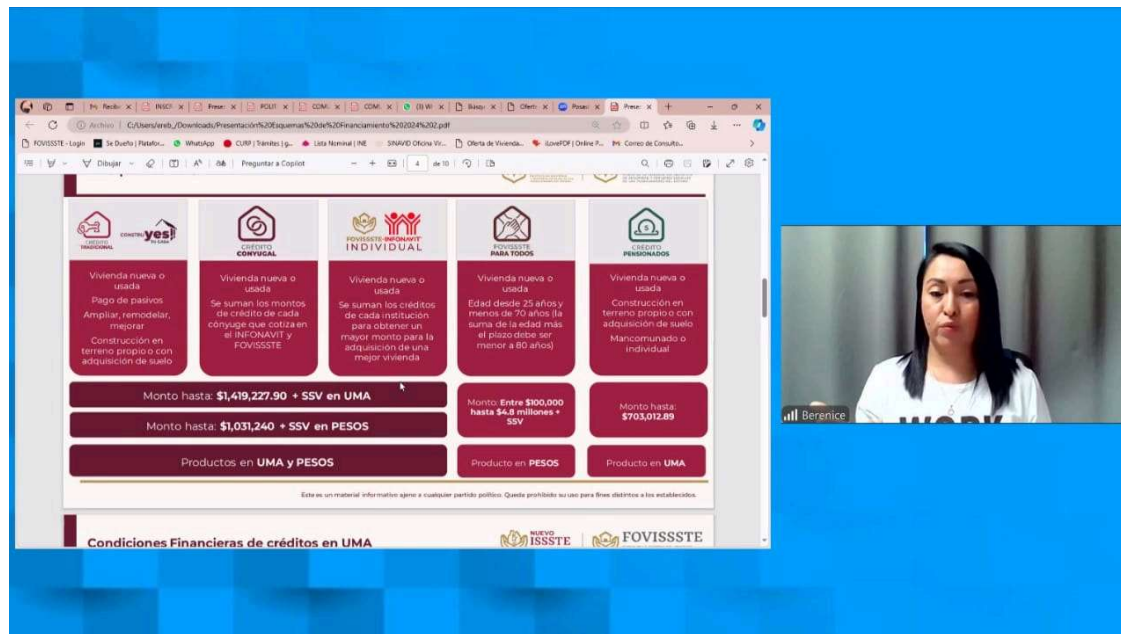 Archivo
C:/Users/ereb_/Downloads/Presentación%20Esquemas%20de%20Financiamiento%202024%202.pdf
FOVISSSTE - Login
Se Dueño | Platafor...
WhatsApp
CURP | Trámites | g...
Lista Nominal | INE
SINAVID Oficina Vir...
Oferta de Vivienda...
iLovePDF | Online P...
Correo de Consulto...
Dibujar
Preguntar a Copilot
4
de 10
CRÉDITO
TRADICIONAL
CONSTRUYES!
TU CASA
Vivienda nueva o
usada
Pago de pasivos
Ampliar, remodelar,
mejorar
Construcción en
terreno propio o con
adquisición de suelo
CRÉDITO
CONYUGAL
Vivienda nueva o
usada
Se suman los montos
de crédito de cada
cónyuge que cotiza en
el INFONAVIT y
FOVISSSTE
FOVISSSTE-INFONAVIT
INDIVIDUAL
Vivienda nueva o
usada
Se suman los créditos
de cada institución
para obtener un
mayor monto para la
adquisición de una
mejor vivienda
FOVISSSTE
PARA TODOS
Vivienda nueva o
usada
Edad desde 25 años y
menos de 70 años (la
suma de la edad más
el plazo debe ser
menor a 80 años)
CRÉDITO
PENSIONADOS
Vivienda nueva o
usada
Construcción en
terreno propio o con
adquisición de suelo
Mancomunado o
individual
Monto hasta: $1,419,227.90 + SSV en UMA
Monto hasta: $1,031,240 + SSV en PESOS
Monto: Entre $100,000
hasta $4.8 millones +
SSV
Monto hasta:
$703,012.89
Productos en UMA y PESOS
Producto en PESOS
Producto en UMA
Este es un material informativo ajeno a cualquier partido político. Queda prohibido su uso para fines distintos a los establecidos.
Condiciones Financieras de créditos en UMA
NUEVO
ISSSTE
FOVISSSTE
Berenice
WORK